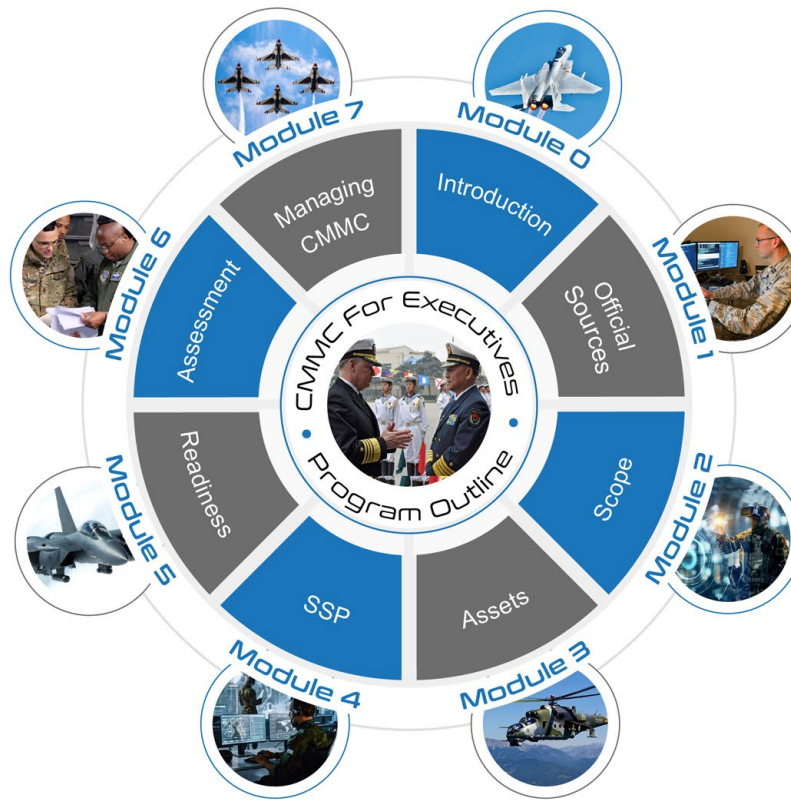 CMMC For Executives
Program Outline
Module 0
Introduction
Module 1
Official
Sources
Module 2
Scope
Module 3
Assets
Module 4
SSP
Module 5
Readiness
Module 6
Assessment
Module 7
Managing
CMMC